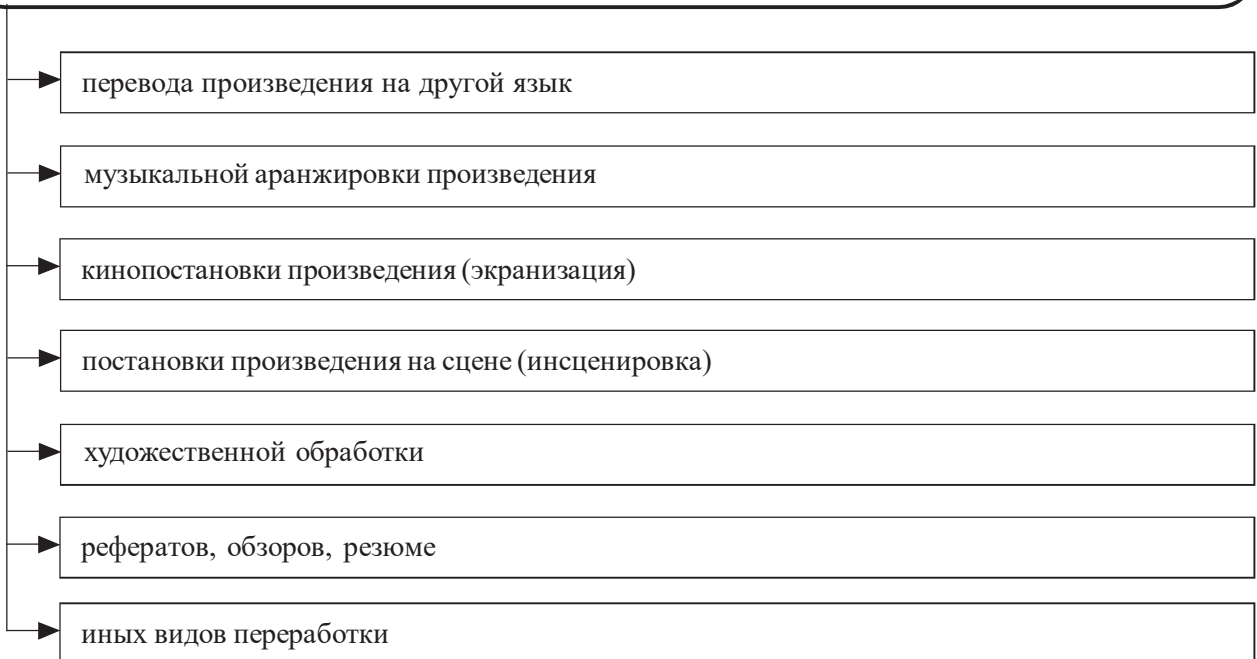 перевода произведения на другой язык
музыкальной аранжировки произведения
кинопостановки произведения (экранизация)
постановки произведения на сцене (инсценировка)
художественной обработки
рефератов, обзоров, резюме
иных видов переработки